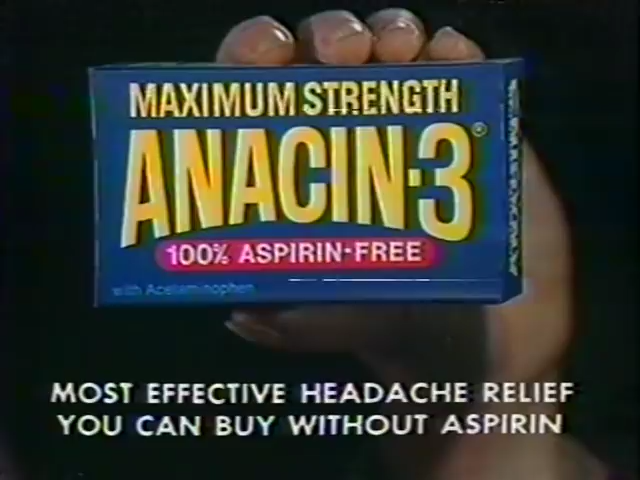 MAXIMUM STRENGTH
ANACIN-3®
100% ASPIRIN-FREE
with Acetaminophen
MOST EFFECTIVE HEADACHE RELIEF
YOU CAN BUY WITHOUT ASPIRIN